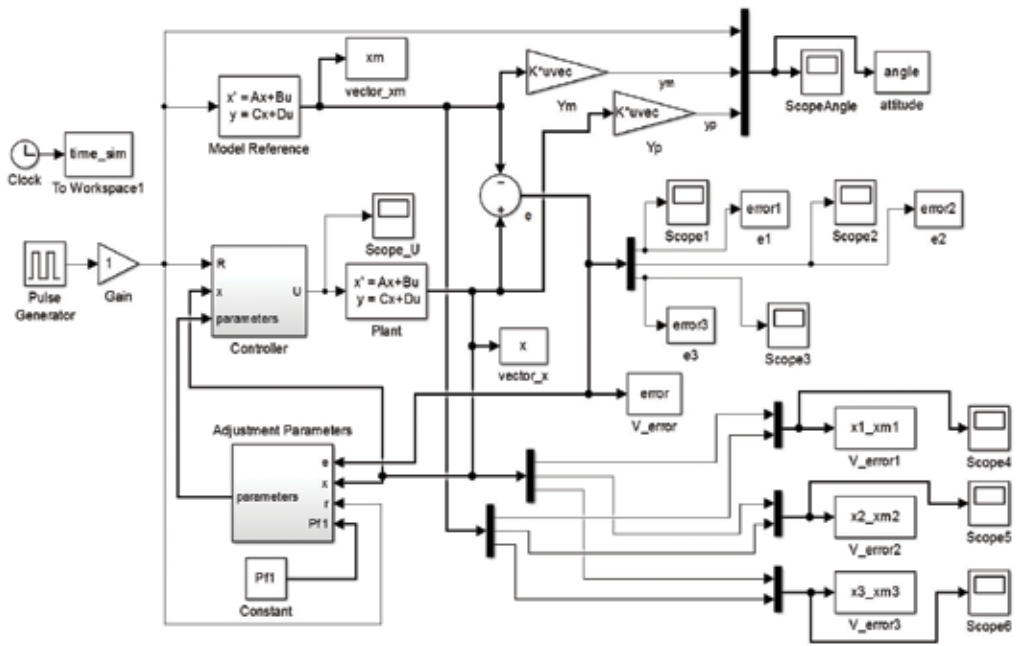 xm
vector_xm
x' = Ax+Bu
y = Cx+Du
Model Reference
K*uvec
Ym
ym
K*uvec
Yp
yp
ScopeAngle
angle
attitude
Clock
time_sim
To Workspace1
Scope_U
-
+
e
Scope1
error1
e1
Scope2
error2
e2
Pulse
Generator
1
Gain
R
x
parameters
U
Controller
x' = Ax+Bu
y = Cx+Du
Plant
x
vector_x
error3
e3
Scope3
error
V_error
Adjustment Parameters
parameters
e
x
r
Pf1
Pf1
Constant
x1_xm1
V_error1
Scope4
x2_xm2
V_error2
Scope5
x3_xm3
V_error3
Scope6